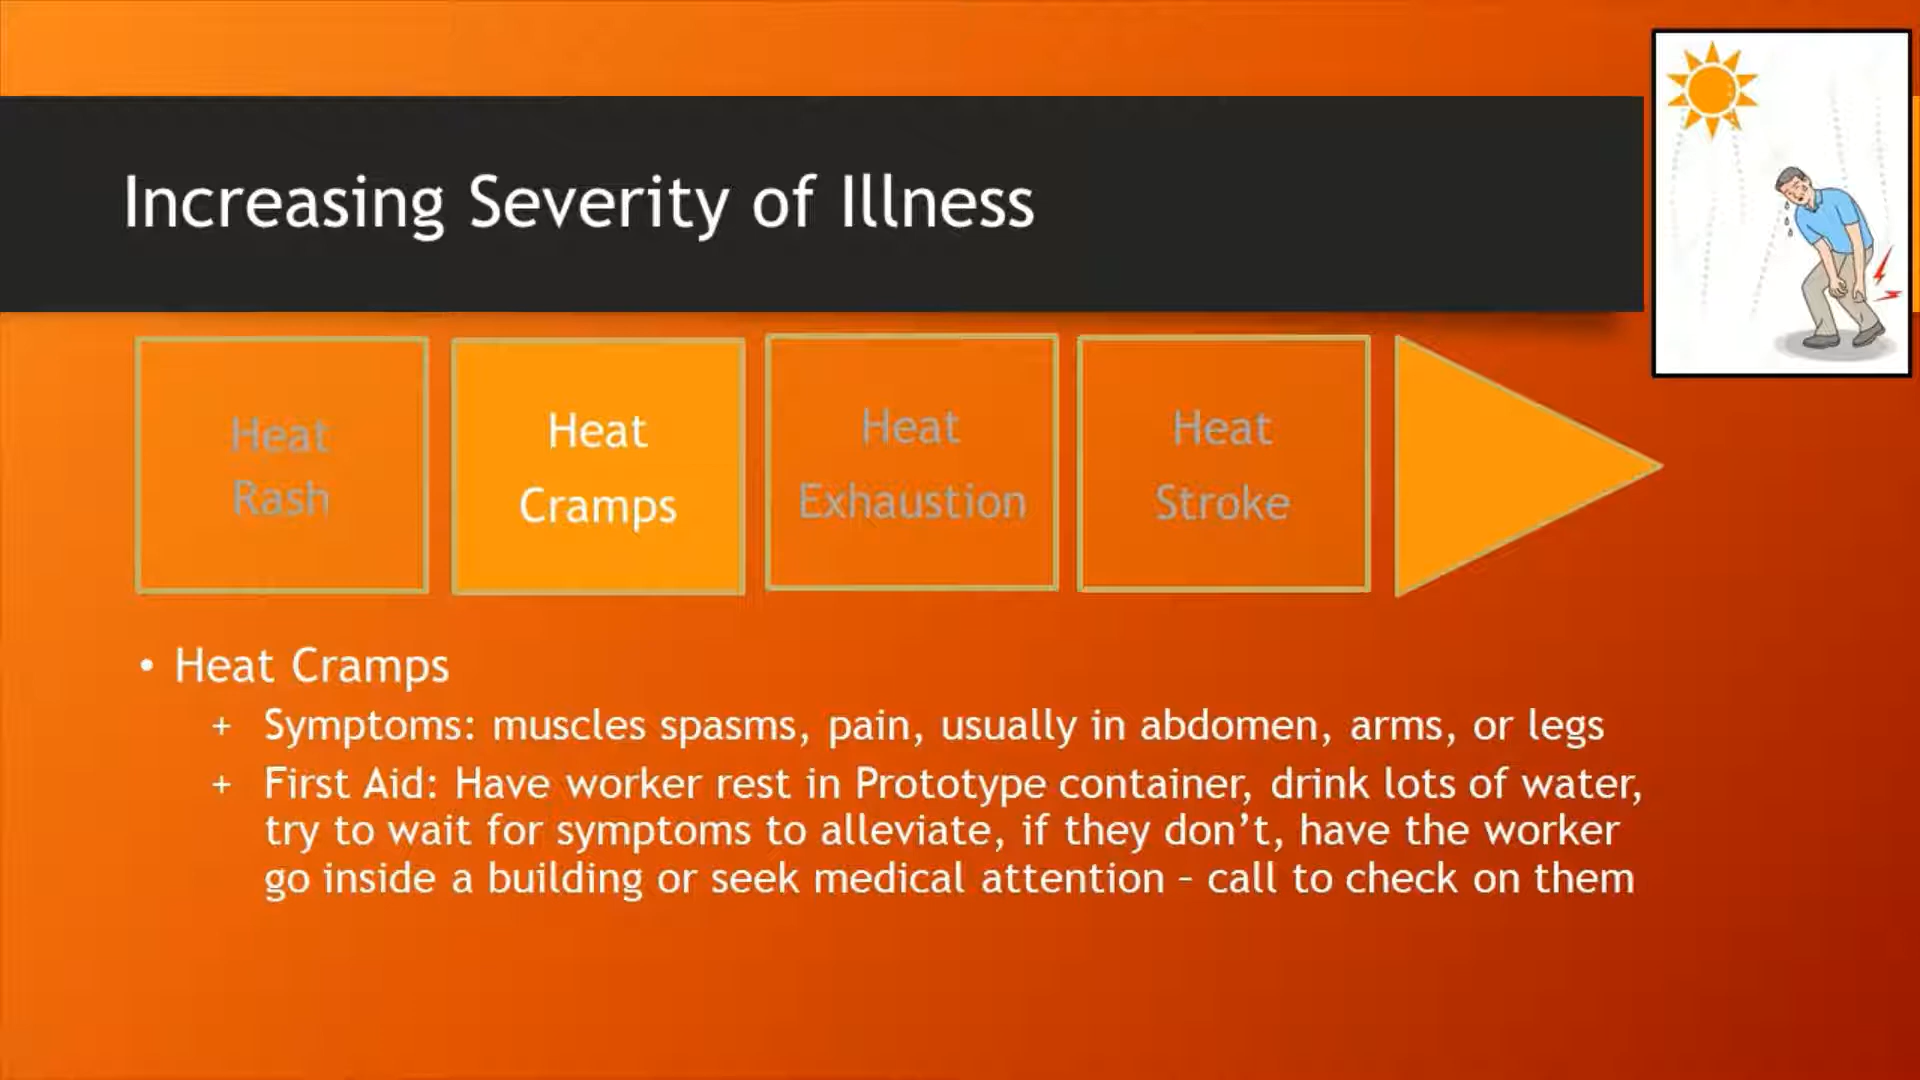 Increasing Severity of Illness
Heat
Rash
Heat
Cramps
Heat
Exhaustion
Heat
Stroke
• Heat Cramps
+ Symptoms: muscles spasms, pain, usually in abdomen, arms, or legs
+ First Aid: Have worker rest in Prototype container, drink lots of water,
try to wait for symptoms to alleviate, if they don’t, have the worker
go inside a building or seek medical attention – call to check on them